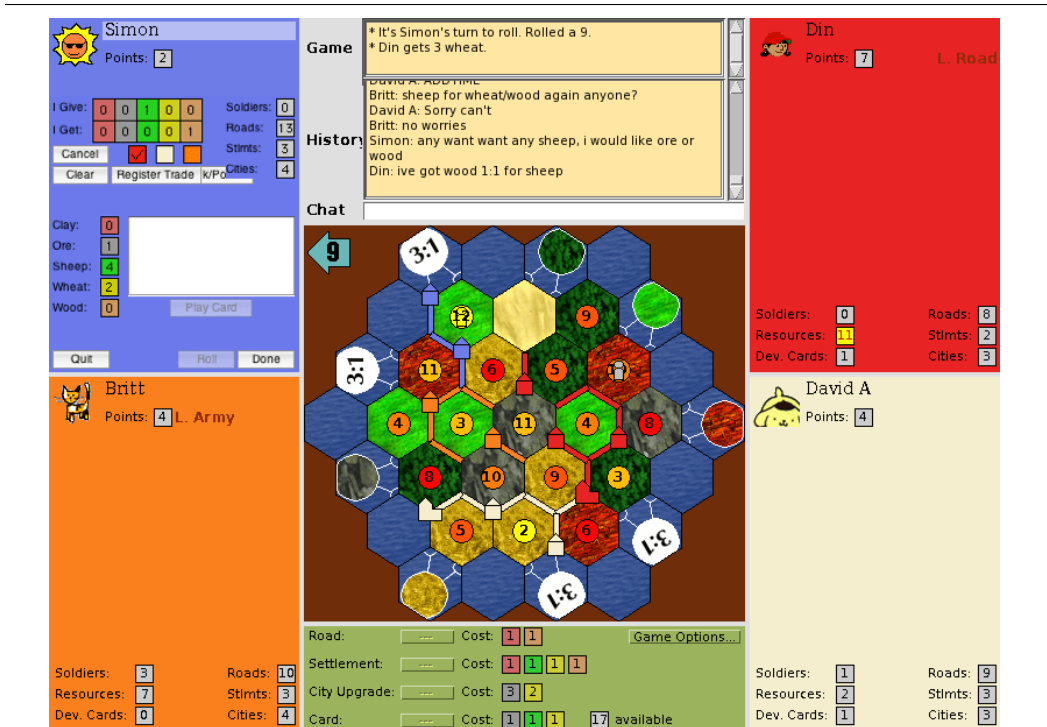 Simon
Points: 2
I Give: 0 0 1 0 0
I Get: 0 0 0 0 1
Soldiers: 0
Roads: 13
Stlmts: 3
Cities: 4
Cancel
Clear Register Trade k/Po
Clay: 0
Ore: 1
Sheep: 4
Wheat: 2
Wood: 0
Play Card
Quit Roll Done
Game
* It's Simon's turn to roll. Rolled a 9.
* Din gets 3 wheat.
History
David A: ADDTIME
Britt: sheep for wheat/wood again anyone?
David A: Sorry can't
Britt: no worries
Simon: any want want any sheep, i would like ore or
wood
Din: ive got wood 1:1 for sheep
Chat
Din
Points: 7 L. Road
Soldiers: 0 Roads: 8
Resources: 11 Stlmts: 2
Dev. Cards: 1 Cities: 3
9
3:1
12 9
3:1 11 6 5
4 3 11 4 8
8 10 9 3
5 2 6 3:1
3:1
Britt
Points: 4 L. Army
Soldiers: 3 Roads: 10
Resources: 7 Stlmts: 3
Dev. Cards: 0 Cities: 4
David A
Points: 4
Soldiers: 1 Roads: 9
Resources: 2 Stlmts: 3
Dev. Cards: 1 Cities: 3
Road: --- Cost: 1 1 Game Options...
Settlement: --- Cost: 1 1 1 1
City Upgrade: --- Cost: 3 2
Card: --- Cost: 1 1 1 17 available